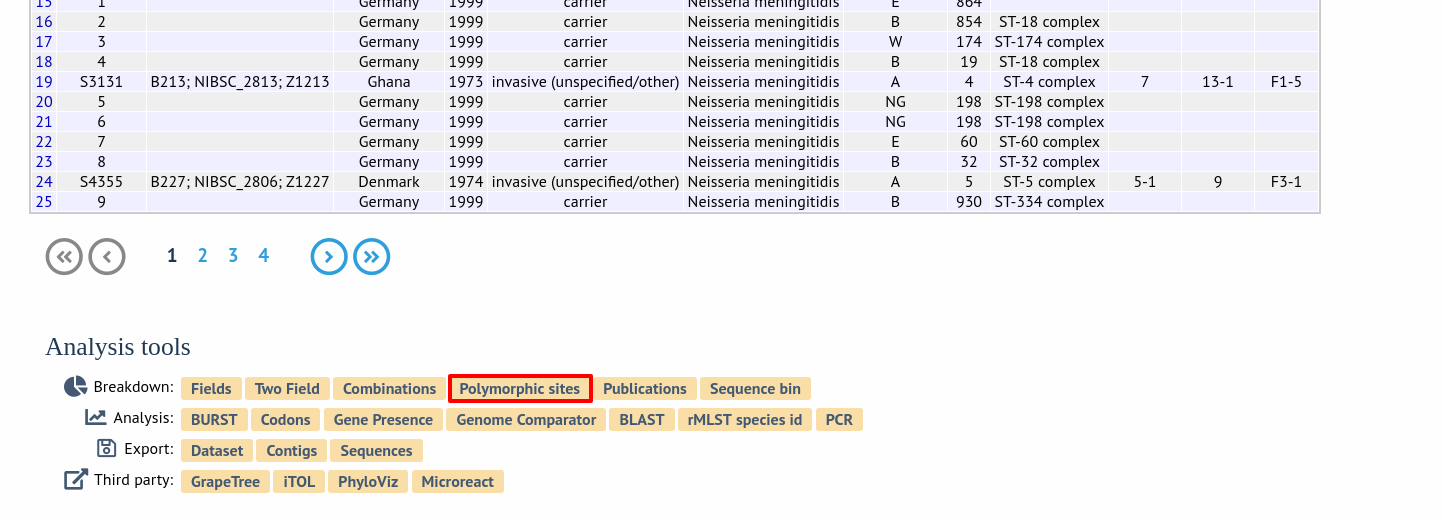 15 1 Germany 1999 carrier Neisseria meningitidis E 864
16 2 Germany 1999 carrier Neisseria meningitidis B 854 ST-18 complex
17 3 Germany 1999 carrier Neisseria meningitidis W 174 ST-174 complex
18 4 Germany 1999 carrier Neisseria meningitidis B 19 ST-18 complex
19 S3131 B213; NIBSC_2813; Z1213 Ghana 1973 invasive (unspecified/other) Neisseria meningitidis A 4 ST-4 complex 7 13-1 F1-5
20 5 Germany 1999 carrier Neisseria meningitidis NG 198 ST-198 complex
21 6 Germany 1999 carrier Neisseria meningitidis NG 198 ST-198 complex
22 7 Germany 1999 carrier Neisseria meningitidis E 60 ST-60 complex
23 8 Germany 1999 carrier Neisseria meningitidis B 32 ST-32 complex
24 S4355 B227; NIBSC_2806; Z1227 Denmark 1974 invasive (unspecified/other) Neisseria meningitidis A 5 ST-5 complex 5-1 9 F3-1
25 9 Germany 1999 carrier Neisseria meningitidis B 930 ST-334 complex
1 2 3 4
Analysis tools
Breakdown: Fields Two Field Combinations Polymorphic sites Publications Sequence bin
Analysis: BURST Codons Gene Presence Genome Comparator BLAST rMLST species id PCR
Export: Dataset Contigs Sequences
Third party: GrapeTree iTOL PhyloViz Microreact